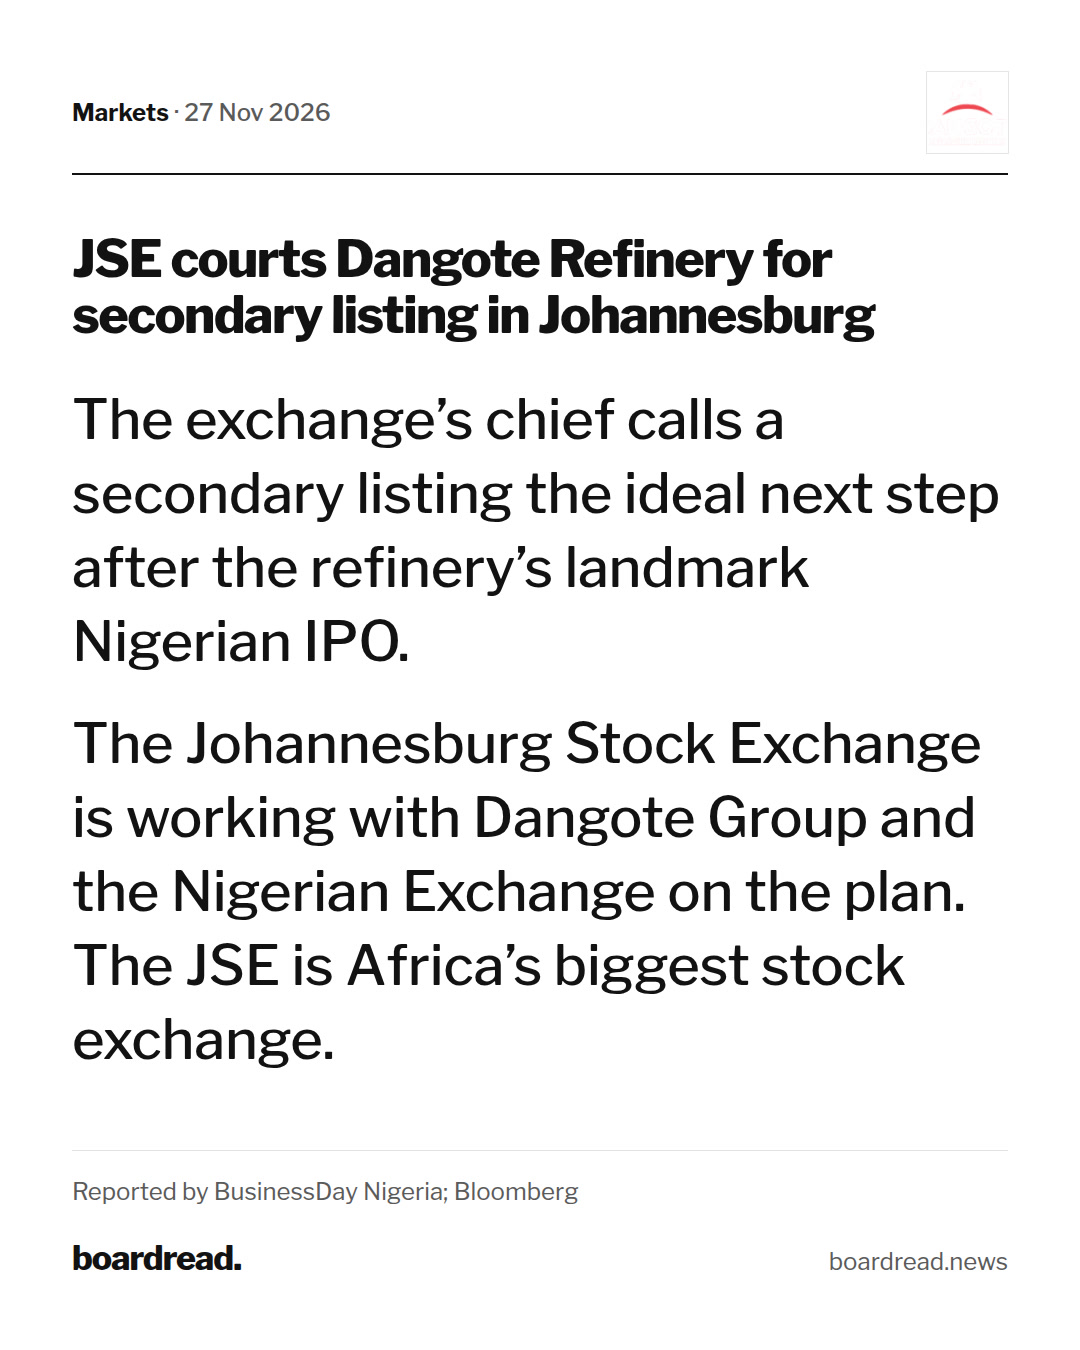 Markets · 27 Nov 2026
JSE courts Dangote Refinery for
secondary listing in Johannesburg
The exchange’s chief calls a
secondary listing the ideal next step
after the refinery’s landmark
Nigerian IPO.
The Johannesburg Stock Exchange
is working with Dangote Group and
the Nigerian Exchange on the plan.
The JSE is Africa’s biggest stock
exchange.
Reported by BusinessDay Nigeria; Bloomberg
boardread.
boardread.news